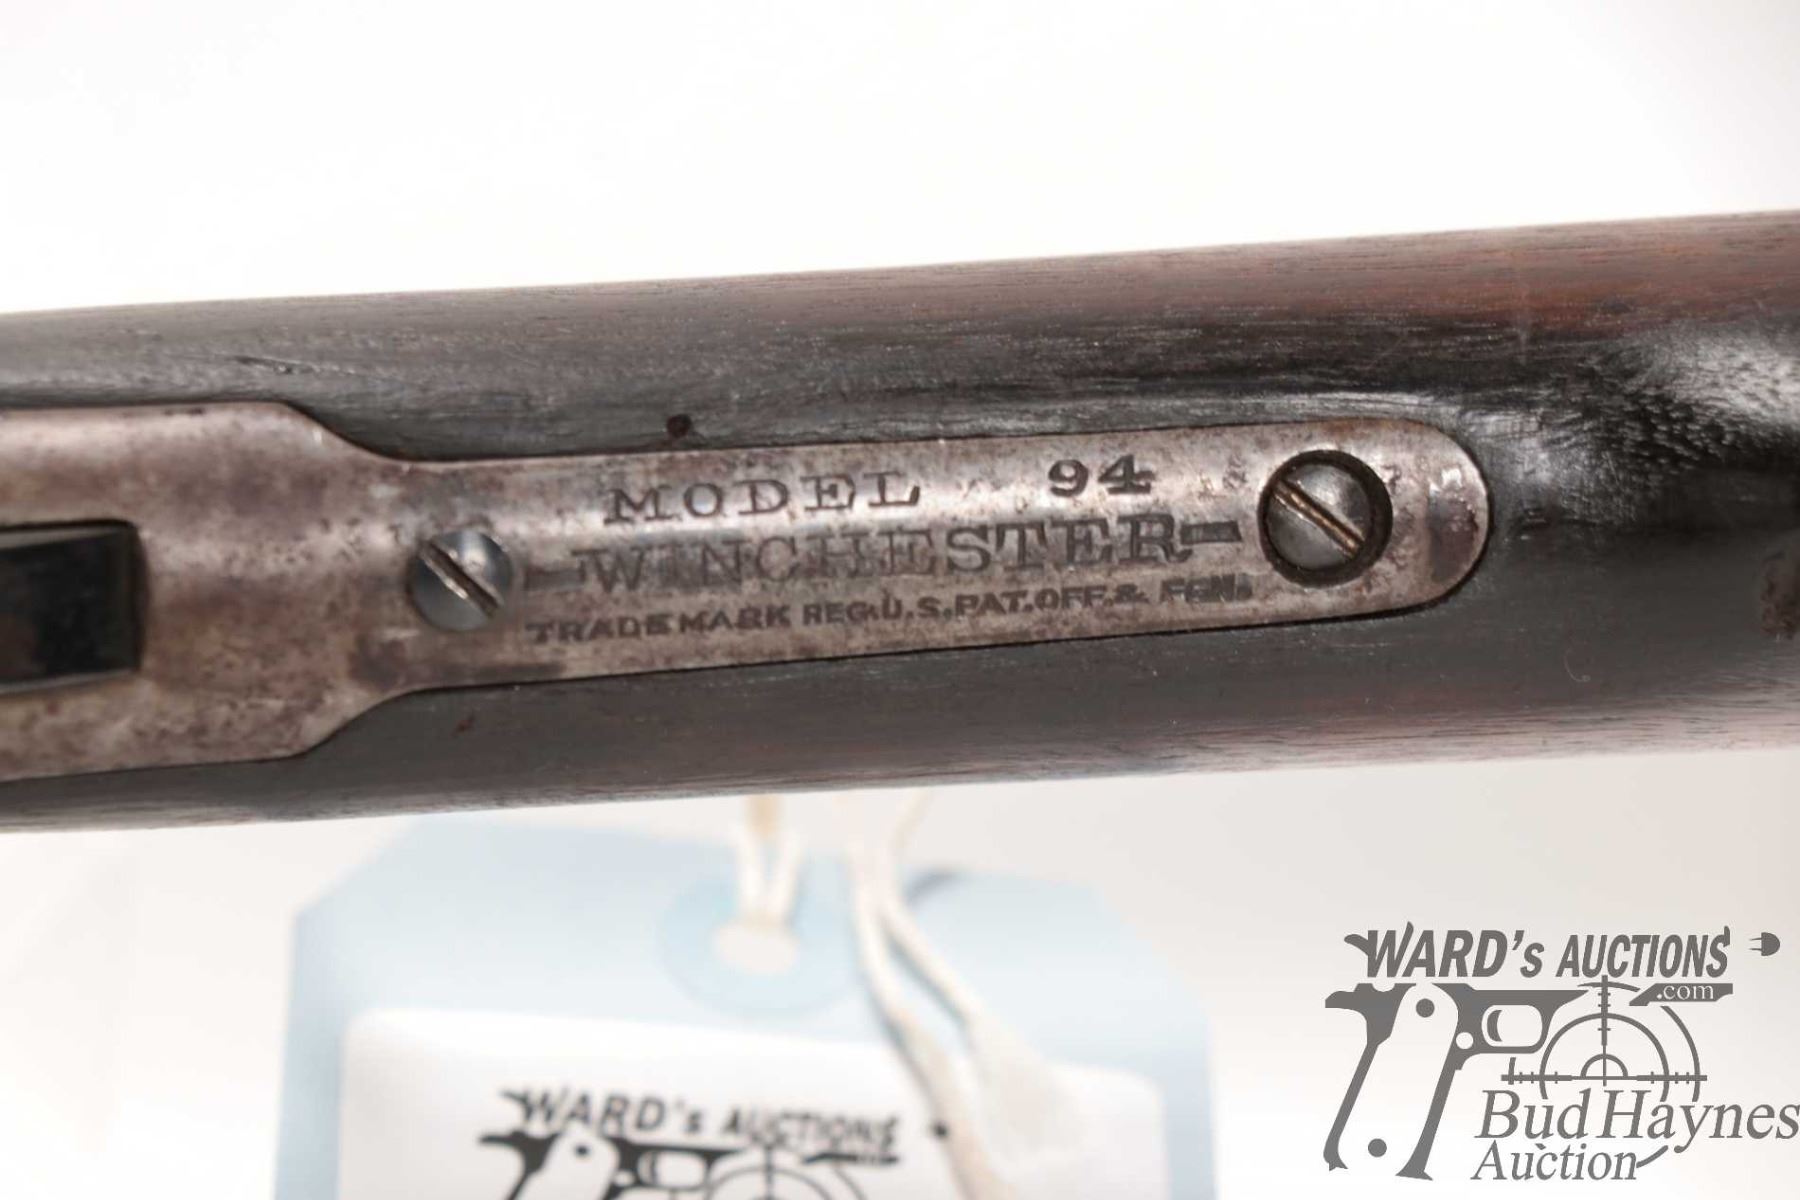 MODEL 94
-WINCHESTER-
TRADE MARK REG.U.S.PAT.OFF.& FGN.
WARD's AUCTIONS
.com
Bud Haynes
Auction
WARD's AUCTIONS